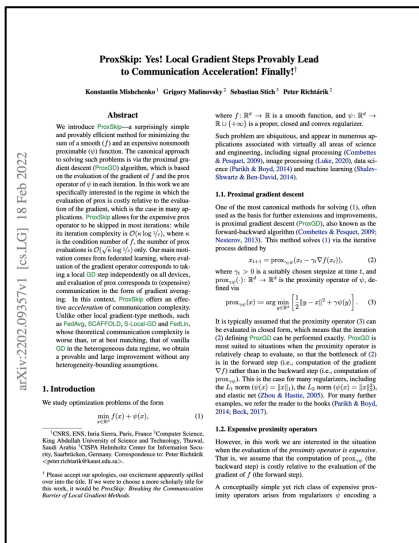 ProxSkip: Yes! Local Gradient Steps Provably Lead
to Communication Acceleration! Finally!†
Konstantin Mishchenko 1 Grigory Malinovsky 2 Sebastian Stich 3 Peter Richtárik 2
Abstract
We introduce ProxSkip—a surprisingly simple
and provably efficient method for minimizing the
sum of a smooth (f) and an expensive nonsmooth
proximable (ψ) function. The canonical approach
to solving such problems is via the proximal gra-
dient descent (ProxGD) algorithm, which is based
on the evaluation of the gradient of f and the prox
operator of ψ in each iteration. In this work we are
specifically interested in the regime in which the
evaluation of prox is costly relative to the evalua-
tion of the gradient, which is the case in many ap-
plications. ProxSkip allows for the expensive prox
operator to be skipped in most iterations: while
its iteration complexity is O(κ log 1/ε), where κ
is the condition number of f, the number of prox
evaluations is O(√κ log 1/ε) only. Our main moti-
vation comes from federated learning, where eval-
uation of the gradient operator corresponds to tak-
ing a local GD step independently on all devices,
and evaluation of prox corresponds to (expensive)
communication in the form of gradient averag-
ing. In this context, ProxSkip offers an effec-
tive acceleration of communication complexity.
Unlike other local gradient-type methods, such
as FedAvg, SCAFFOLD, S-Local-GD and FedLin,
whose theoretical communication complexity is
worse than, or at best matching, that of vanilla
GD in the heterogeneous data regime, we obtain
a provable and large improvement without any
heterogeneity-bounding assumptions.
1. Introduction
We study optimization problems of the form
min x∈ℝd f(x) + ψ(x), (1)
1CNRS, ENS, Inria Sierra, Paris, France 2Computer Science,
King Abdullah University of Science and Technology, Thuwal,
Saudi Arabia 3CISPA Helmholtz Center for Information Secu-
rity, Saarbrücken, Germany. Correspondence to: Peter Richtárik
<peter.richtarik@kaust.edu.sa>.
† Please accept our apologies, our excitement apparently spilled
over into the title. If we were to choose a more scholarly title for
this work, it would be ProxSkip: Breaking the Communication
Barrier of Local Gradient Methods.
where f: ℝd → ℝ is a smooth function, and ψ: ℝd →
ℝ ∪ {+∞} is a proper, closed and convex regularizer.
Such problem are ubiquitous, and appear in numerous ap-
plications associated with virtually all areas of science
and engineering, including signal processing (Combettes
& Pesquet, 2009), image processing (Luke, 2020), data sci-
ence (Parikh & Boyd, 2014) and machine learning (Shalev-
Shwartz & Ben-David, 2014).
1.1. Proximal gradient descent
One of the most canonical methods for solving (1), often
used as the basis for further extensions and improvements,
is proximal gradient descent (ProxGD), also known as the
forward-backward algorithm (Combettes & Pesquet, 2009;
Nesterov, 2013). This method solves (1) via the iterative
process defined by
xt+1 = proxγtψ(xt − γt∇f(xt)), (2)
where γt > 0 is a suitably chosen stepsize at time t, and
proxγψ(·): ℝd → ℝd is the proximity operator of ψ, de-
fined via
proxγψ(x) := arg min y∈ℝd [1/2 ||y − x||2 + γψ(y)]. (3)
It is typically assumed that the proximity operator (3) can
be evaluated in closed form, which means that the iteration
(2) defining ProxGD can be performed exactly. ProxGD is
most suited to situations when the proximity operator is
relatively cheap to evaluate, so that the bottleneck of (2)
is in the forward step (i.e., computation of the gradient
∇f) rather than in the backward step (i.e., computation of
proxγψ). This is the case for many regularizers, including
the L1 norm (ψ(x) = ||x||1), the L2 norm (ψ(x) = ||x||22),
and elastic net (Zhou & Hastie, 2005). For many further
examples, we refer the reader to the books (Parikh & Boyd,
2014; Beck, 2017).
1.2. Expensive proximity operators
However, in this work we are interested in the situation
when the evaluation of the proximity operator is expensive.
That is, we assume that the computation of proxγψ (the
backward step) is costly relative to the evaluation of the
gradient of f (the forward step).
A conceptually simple yet rich class of expensive prox-
imity operators arises from regularizers ψ encoding a
arXiv:2202.09357v1 [cs.LG] 18 Feb 2022